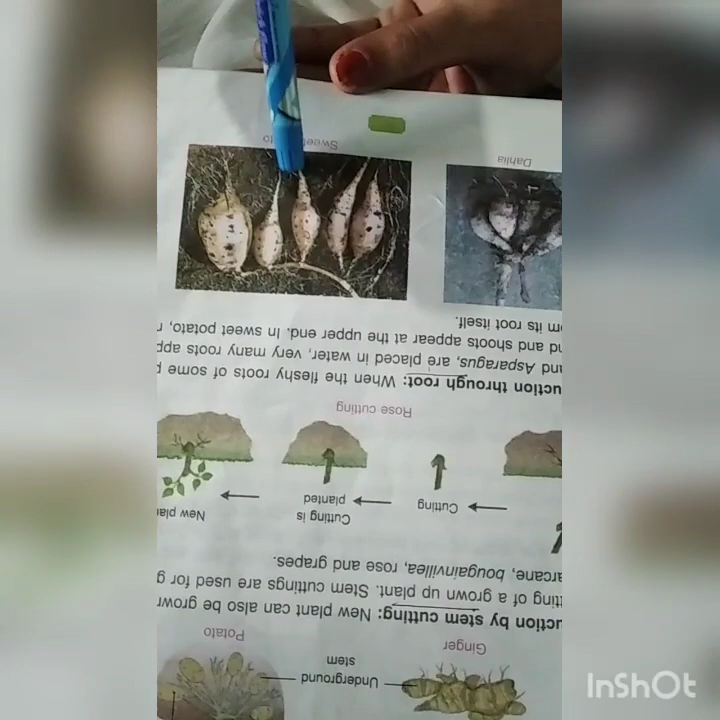 Underground
stem
Ginger
Potato
uction by stem cutting: New plant can also be grow
tting of a grown up plant. Stem cuttings are used for
arcane, bougainvillea, rose and grapes.
Cutting
Cutting is
planted
New plan
Rose cutting
uction through root: When the fleshy roots of some
and Asparagus, are placed in water, very many roots app
nd and shoots appear at the upper end. In sweet potato,
m its root itself.
Dahlia
Sweet
InShOt